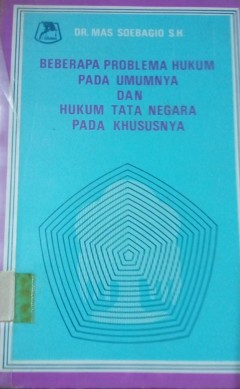 DR. MAS SOEBAGIO S.H.
BEBERAPA PROBLEMA HUKUM
PADA UMUMNYA
DAN
HUKUM TATA NEGARA
PADA KHUSUSNYA